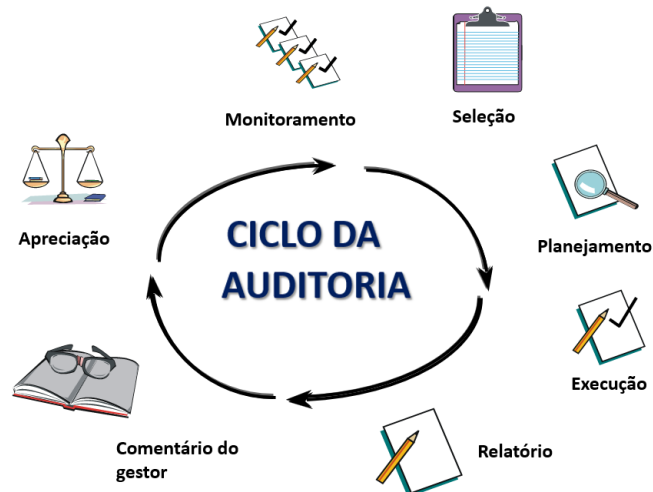 Monitoramento
Seleção
Apreciação
CICLO DA
AUDITORIA
Planejamento
Execução
Comentário do
gestor
Relatório